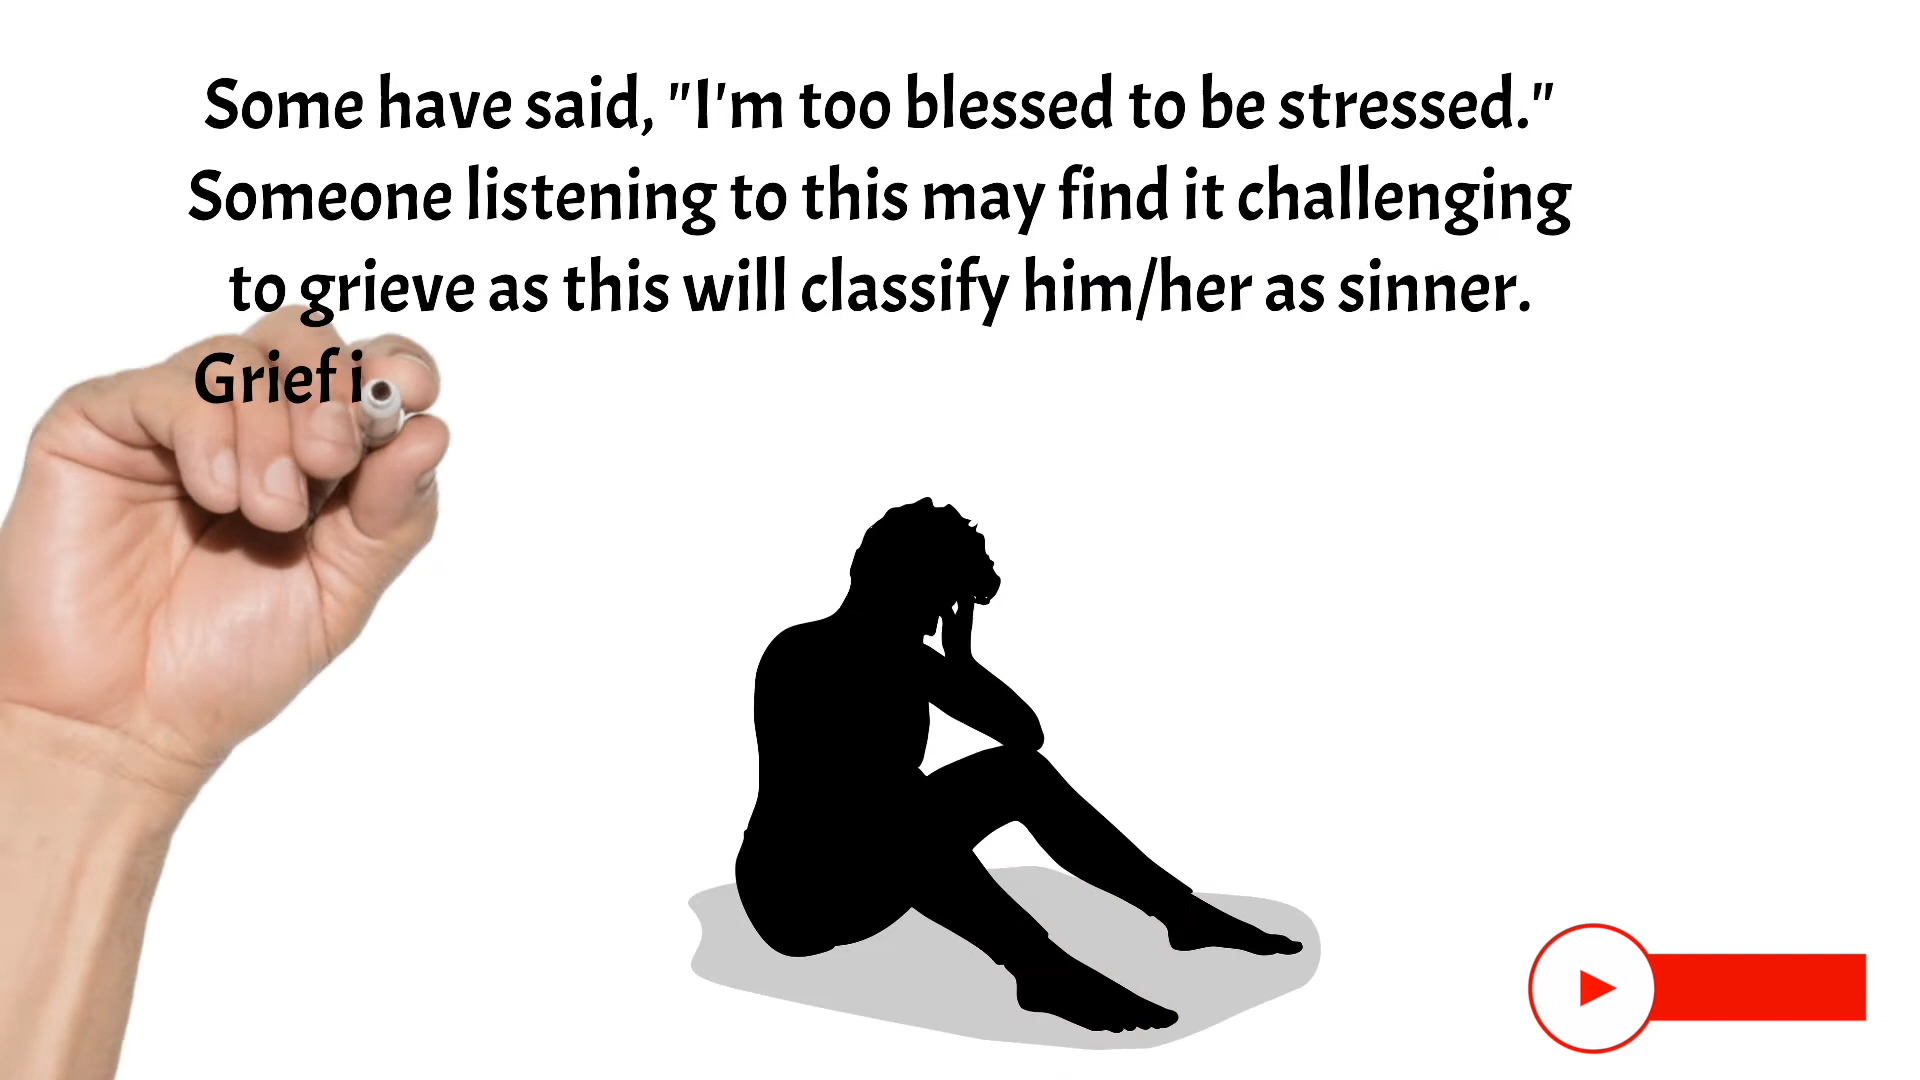 Some have said, "I'm too blessed to be stressed."
Someone listening to this may find it challenging
to grieve as this will classify him/her as sinner.
Grief i